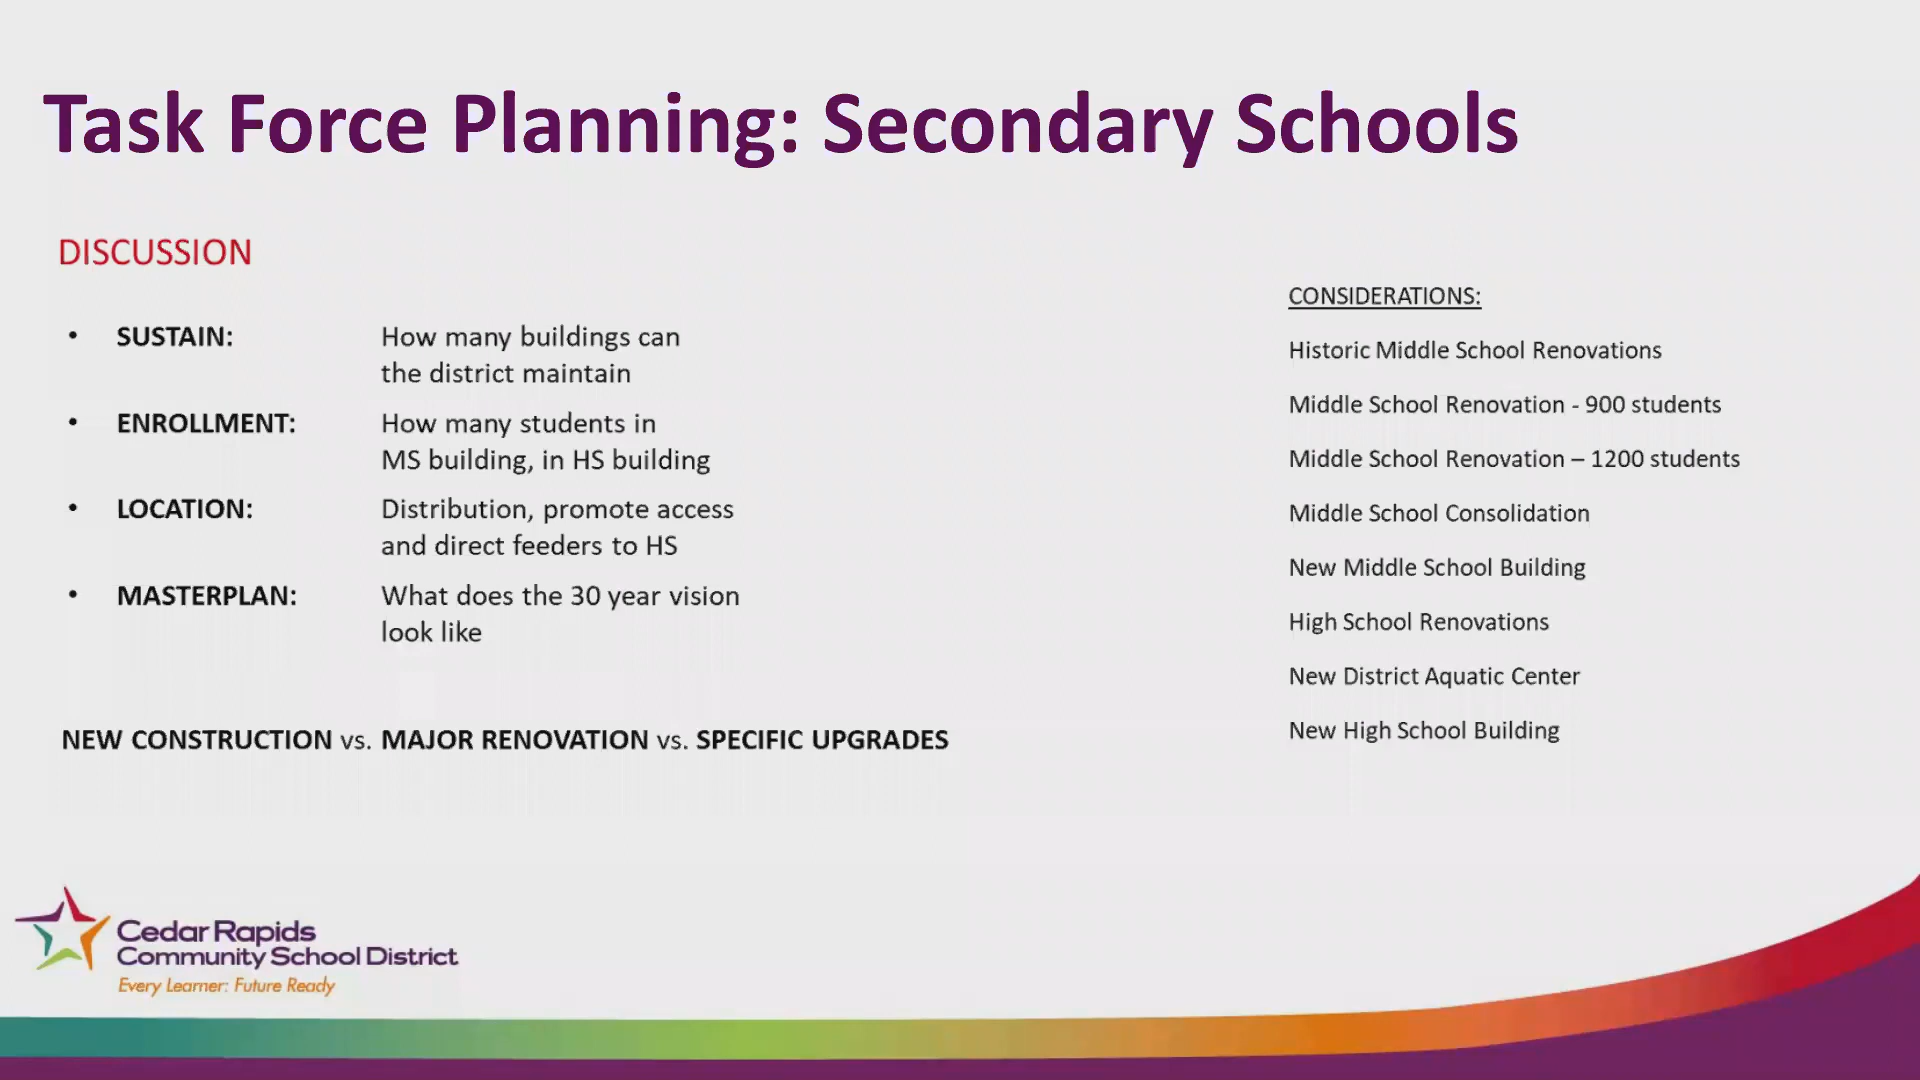 Task Force Planning: Secondary Schools
DISCUSSION
• SUSTAIN: How many buildings can
the district maintain
• ENROLLMENT: How many students in
MS building, in HS building
• LOCATION: Distribution, promote access
and direct feeders to HS
• MASTERPLAN: What does the 30 year vision
look like
NEW CONSTRUCTION vs. MAJOR RENOVATION vs. SPECIFIC UPGRADES
CONSIDERATIONS:
Historic Middle School Renovations
Middle School Renovation - 900 students
Middle School Renovation – 1200 students
Middle School Consolidation
New Middle School Building
High School Renovations
New District Aquatic Center
New High School Building
Cedar Rapids
Community School District
Every Learner: Future Ready